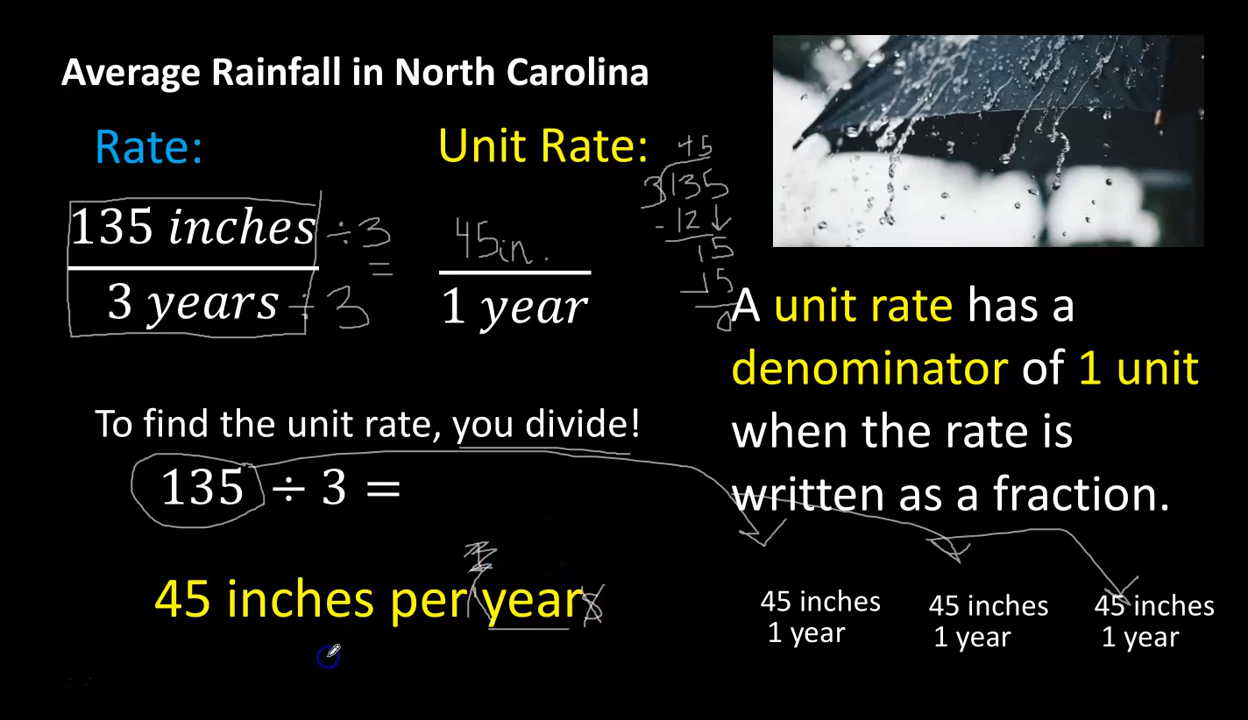 Average Rainfall in North Carolina
Rate:
135 inches
3 years
÷3
÷3
=
Unit Rate:
45in.
1 year
45
3135
-12
15
15
0
A unit rate has a
denominator of 1 unit
when the rate is
written as a fraction.
To find the unit rate, you divide!
135 ÷ 3 =
45 inches per year
45 inches
1 year
45 inches
1 year
45 inches
1 year